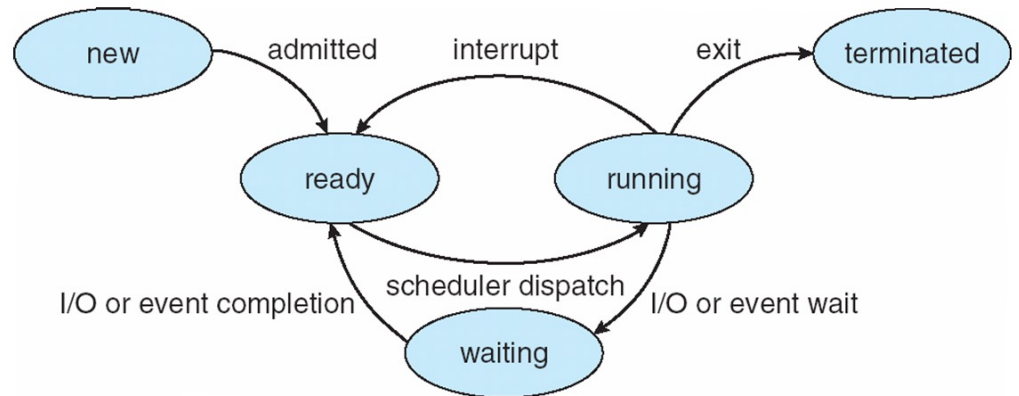 new
admitted
interrupt
exit
terminated
ready
running
scheduler dispatch
I/O or event completion
I/O or event wait
waiting